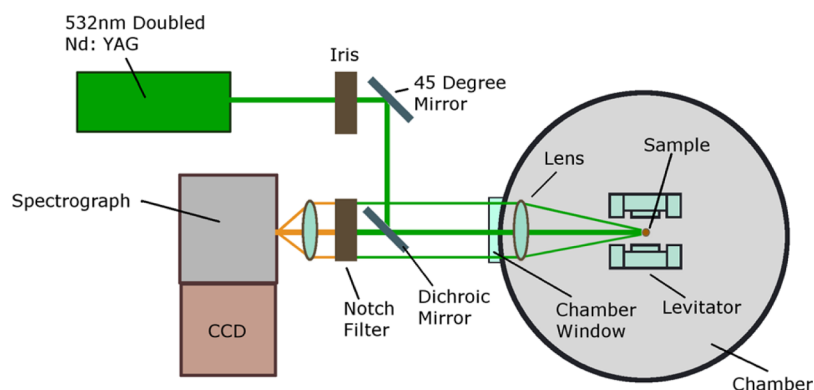 532nm Doubled
Nd: YAG
Iris
45 Degree
Mirror
Spectrograph
Lens
Sample
Notch
Filter
Dichroic
Mirror
Chamber
Window
Levitator
CCD
Chamber